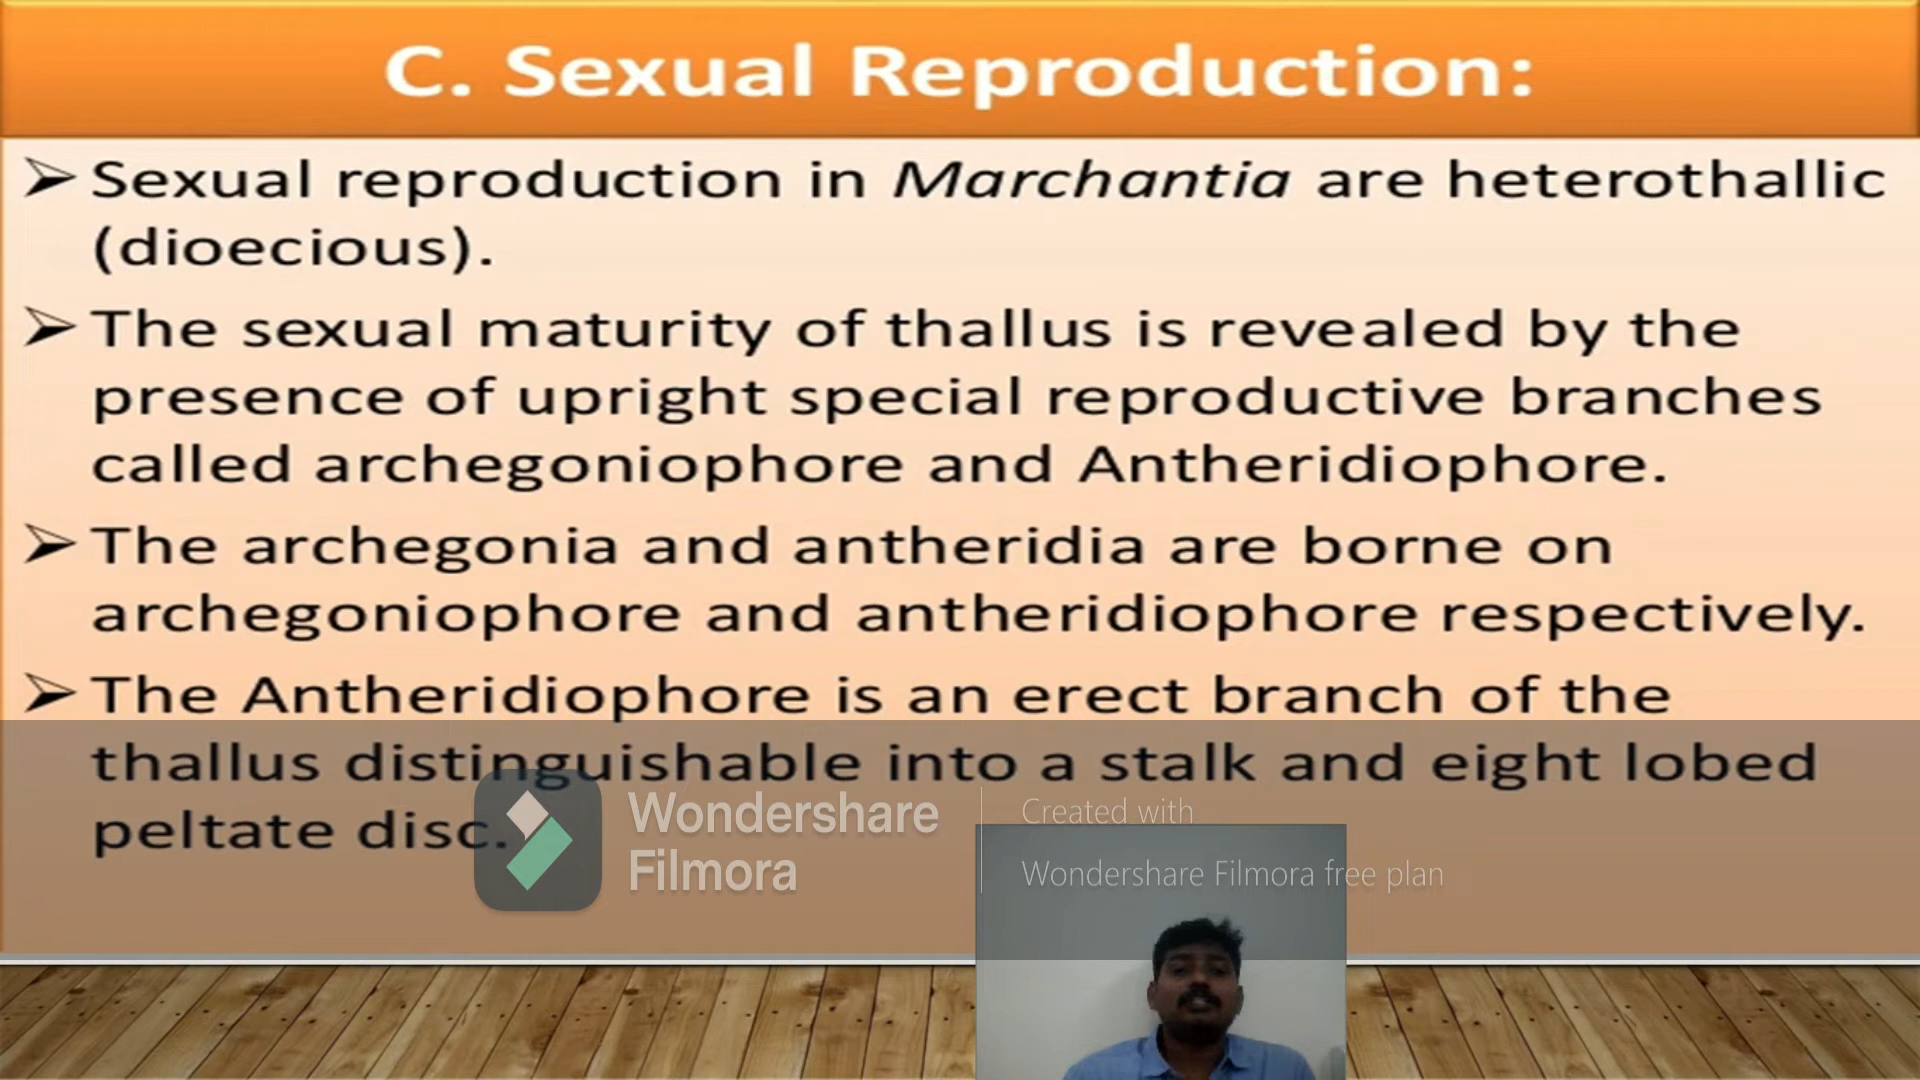 C. Sexual Reproduction:
➢ Sexual reproduction in Marchantia are heterothallic
(dioecious).
➢ The sexual maturity of thallus is revealed by the
presence of upright special reproductive branches
called archegoniophore and Antheridiophore.
➢ The archegonia and antheridia are borne on
archegoniophore and antheridiophore respectively.
➢ The Antheridiophore is an erect branch of the
thallus distinguishable into a stalk and eight lobed
peltate disc.
Wondershare
Filmora
Created with
Wondershare Filmora free plan